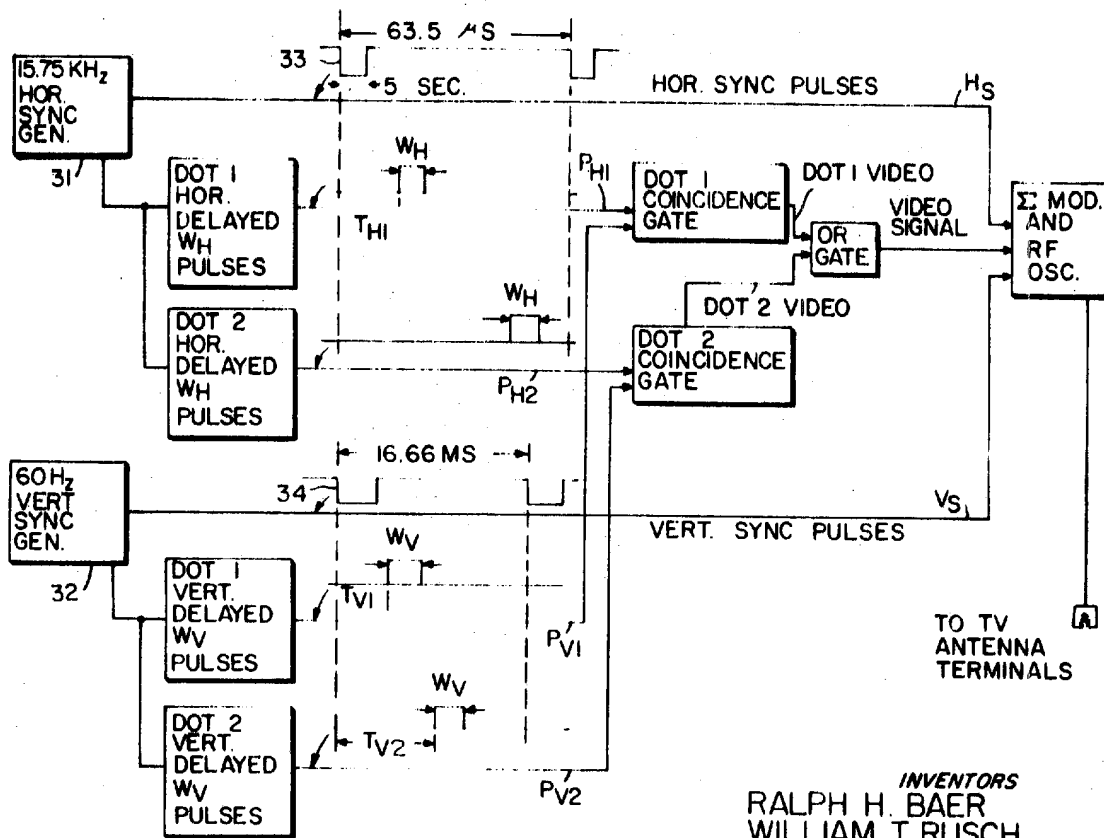 63.5 µS
33
5 SEC.
HOR. SYNC PULSES
HS
15.75 KHz
HOR.
SYNC
GEN.
31
DOT 1
HOR.
DELAYED
WH
PULSES
TH1
WH
PH1
DOT 1
COINCIDENCE
GATE
DOT 1 VIDEO
OR
GATE
VIDEO
SIGNAL
Σ MOD.
AND
RF
OSC.
DOT 2
HOR.
DELAYED
WH
PULSES
WH
PH2
DOT 2 VIDEO
DOT 2
COINCIDENCE
GATE
16.66 MS
34
60 Hz
VERT
SYNC
GEN.
32
VERT. SYNC PULSES
VS
DOT 1
VERT.
DELAYED
WV
PULSES
TV1
WV
PV1
DOT 2
VERT.
DELAYED
WV
PULSES
TV2
WV
PV2
A
TO TV
ANTENNA
TERMINALS
INVENTORS
RALPH H. BAER
WILLIAM T. RUSCH